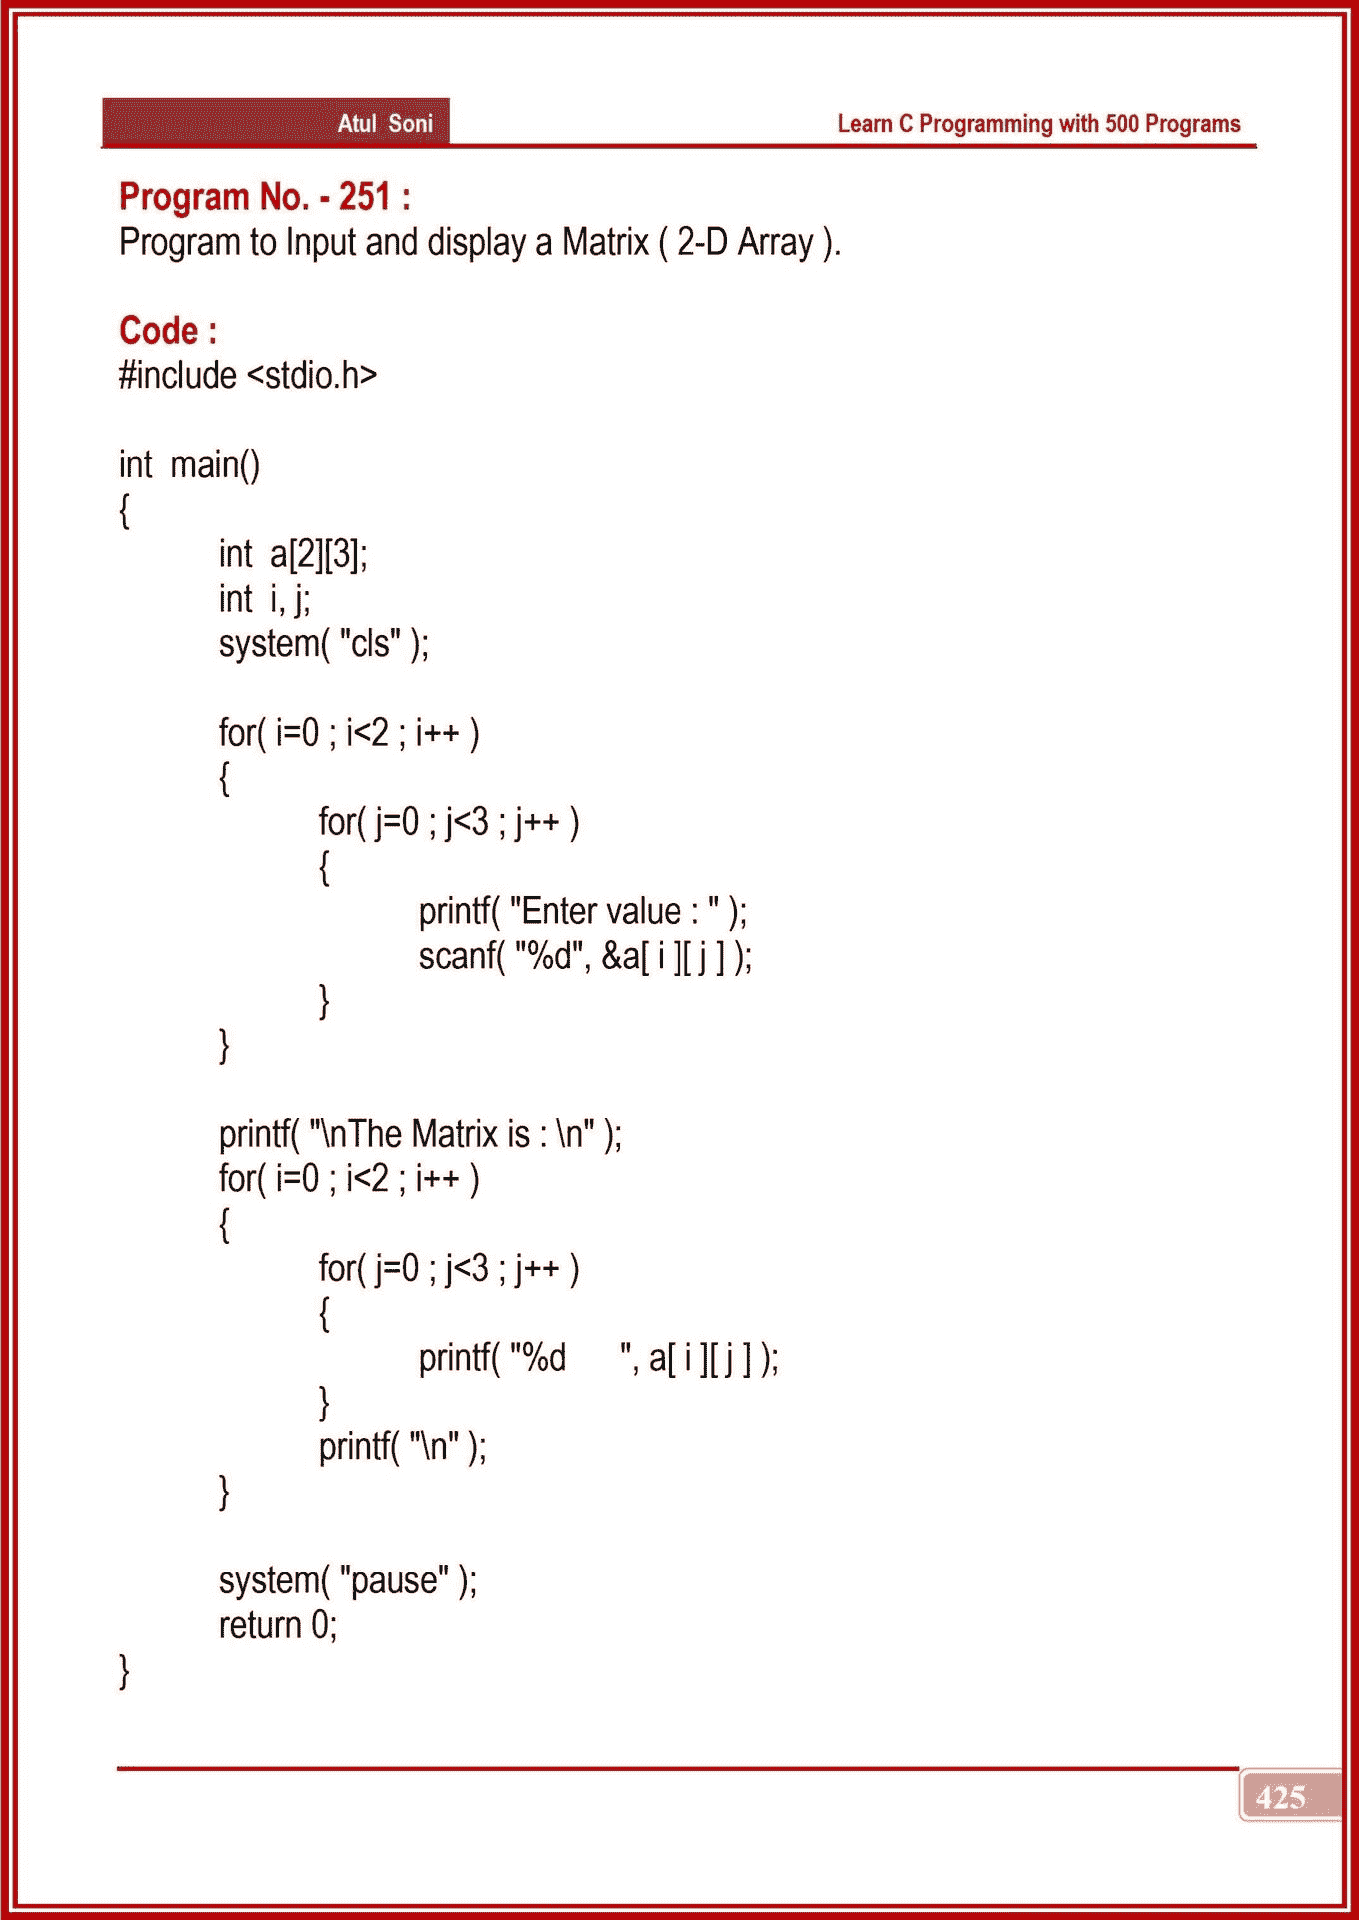 Atul  Soni
Learn C Programming with 500 Programs
Program No. - 251 :
Program to Input and display a Matrix ( 2-D Array ).
Code :
#include <stdio.h>
int  main()
{
int  a[2][3];
int  i, j;
system( "cls" );
for( i=0 ; i<2 ; i++ )
{
for( j=0 ; j<3 ; j++ )
{
printf( "Enter value : " );
scanf( "%d", &a[ i ][ j ] );
}
}
printf( "\nThe Matrix is : \n" );
for( i=0 ; i<2 ; i++ )
{
for( j=0 ; j<3 ; j++ )
{
printf( "%d      ", a[ i ][ j ] );
}
printf( "\n" );
}
system( "pause" );
return 0;
}
425